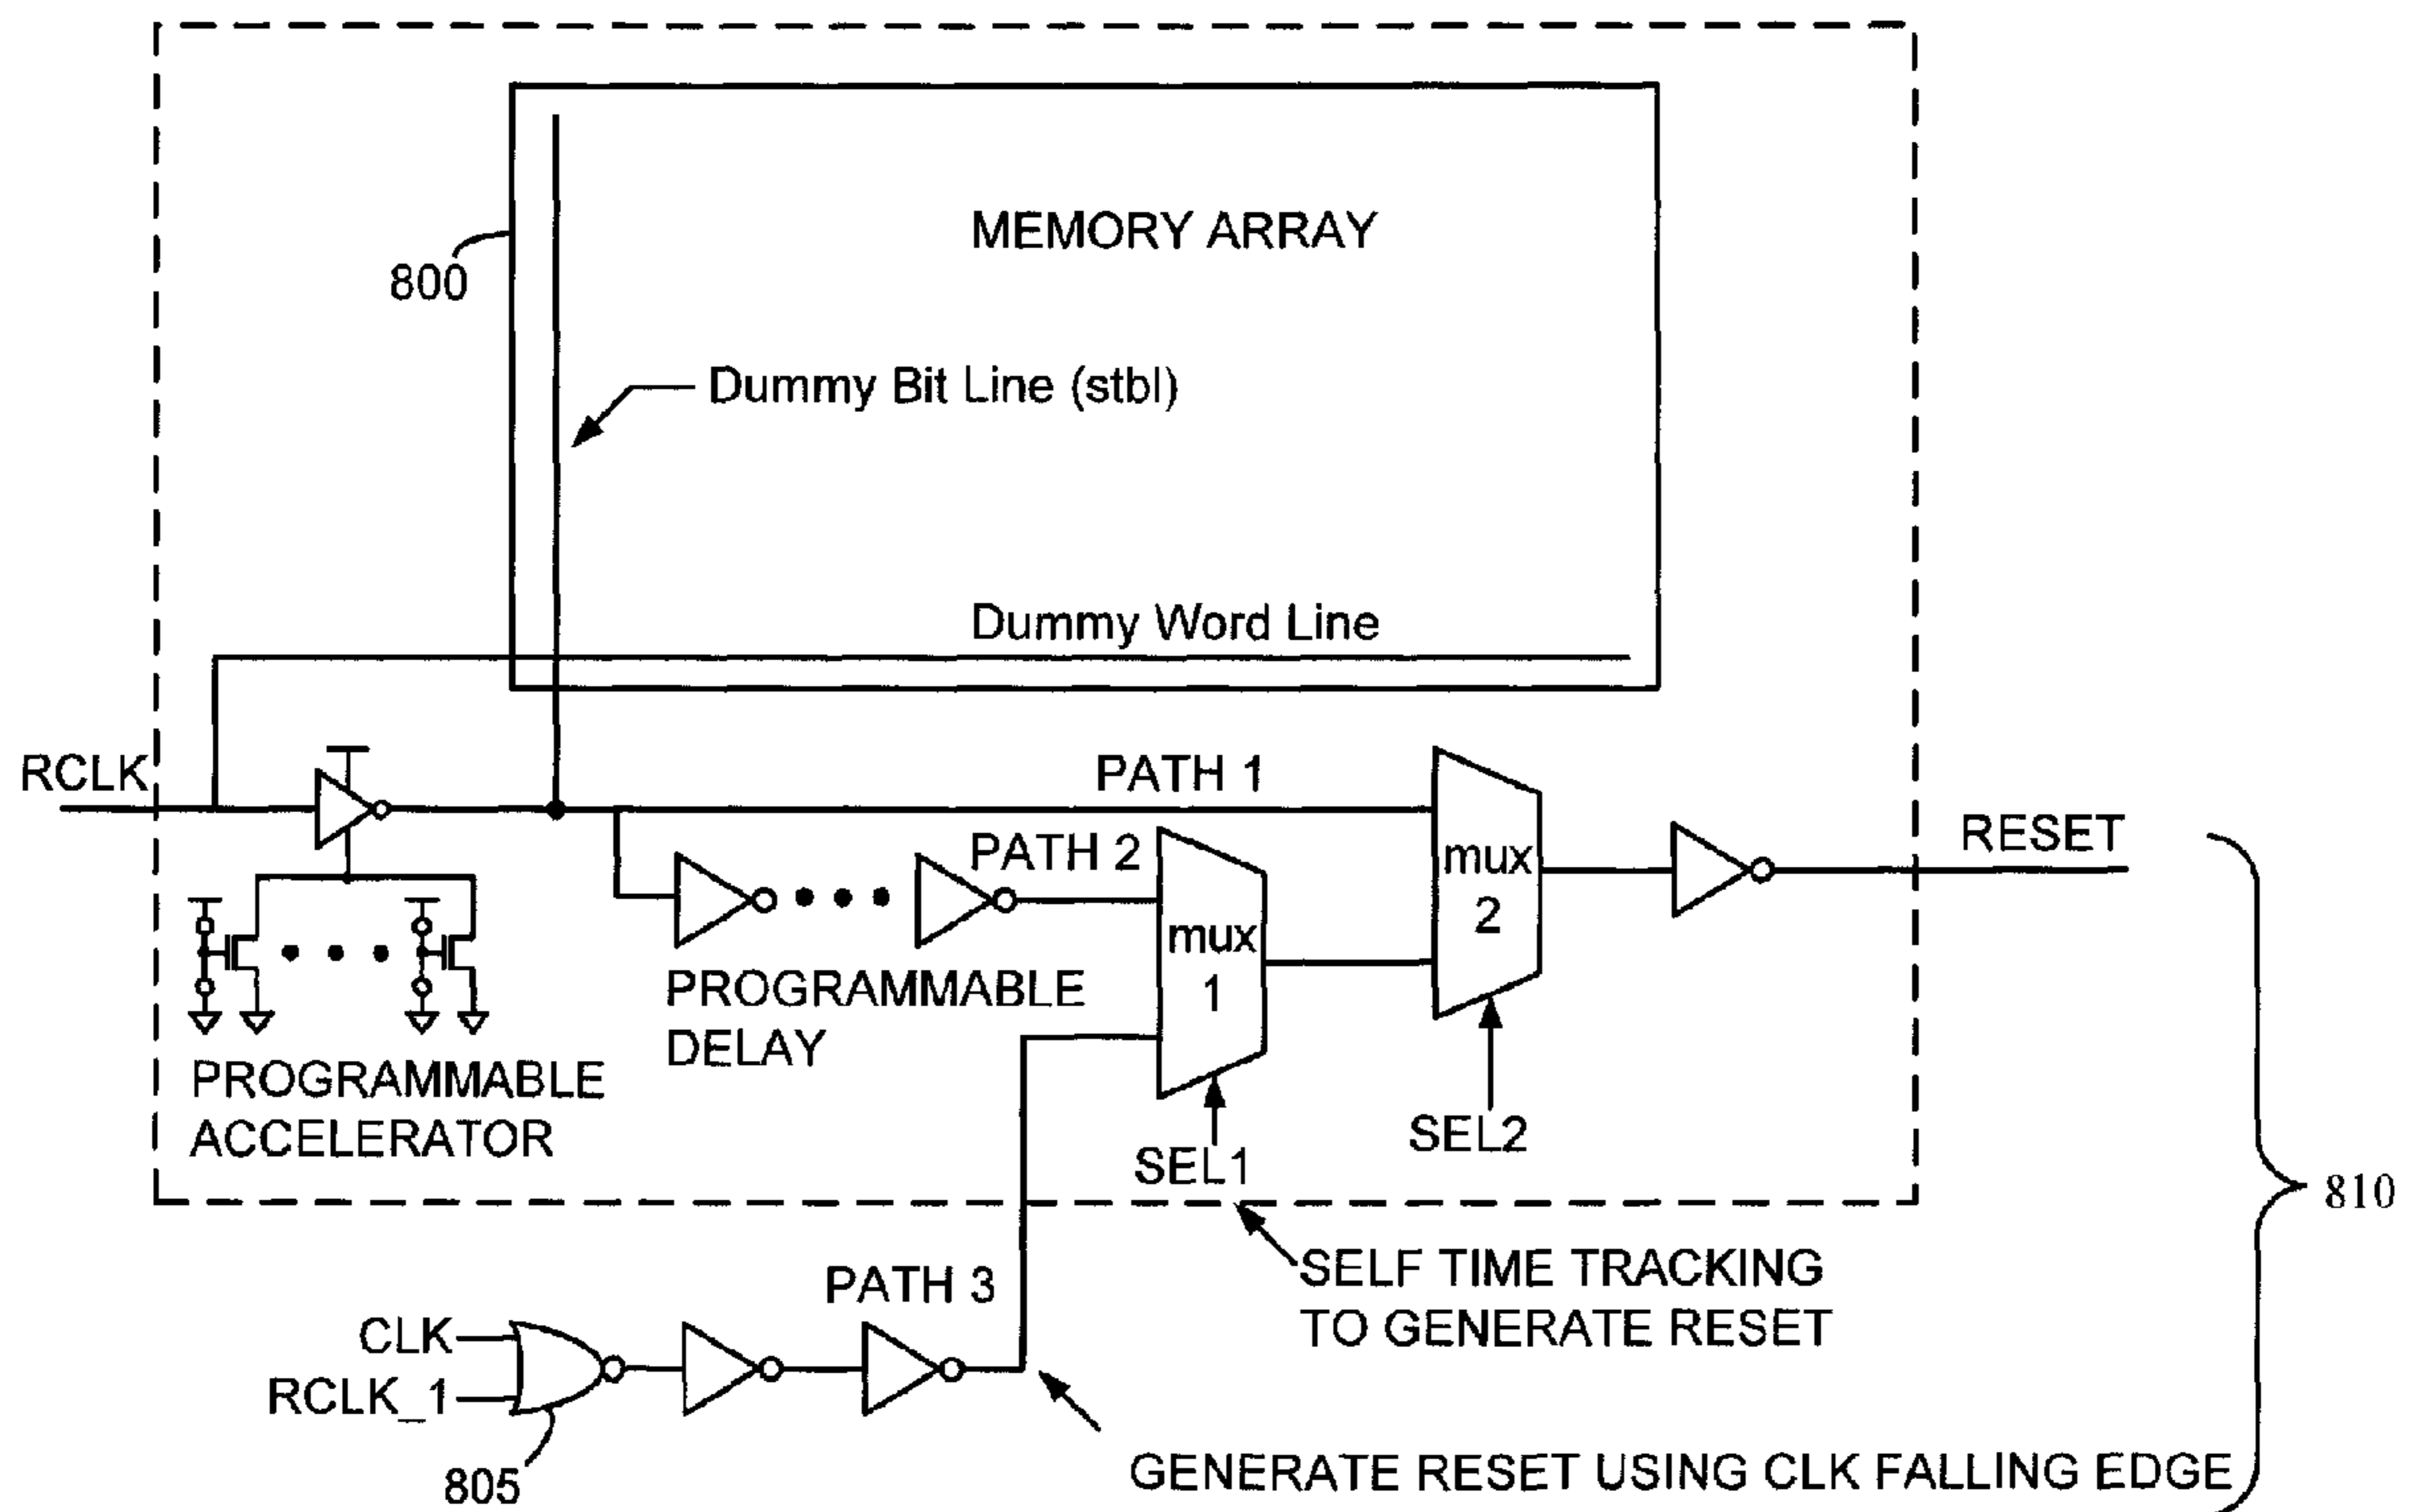 MEMORY ARRAY
800
Dummy Bit Line (stbl)
Dummy Word Line
RCLK
PATH 1
PATH 2
mux
1
mux
2
RESET
PROGRAMMABLE
DELAY
PROGRAMMABLE
ACCELERATOR
SEL1
SEL2
810
SELF TIME TRACKING
TO GENERATE RESET
PATH 3
CLK
RCLK_1
805
GENERATE RESET USING CLK FALLING EDGE